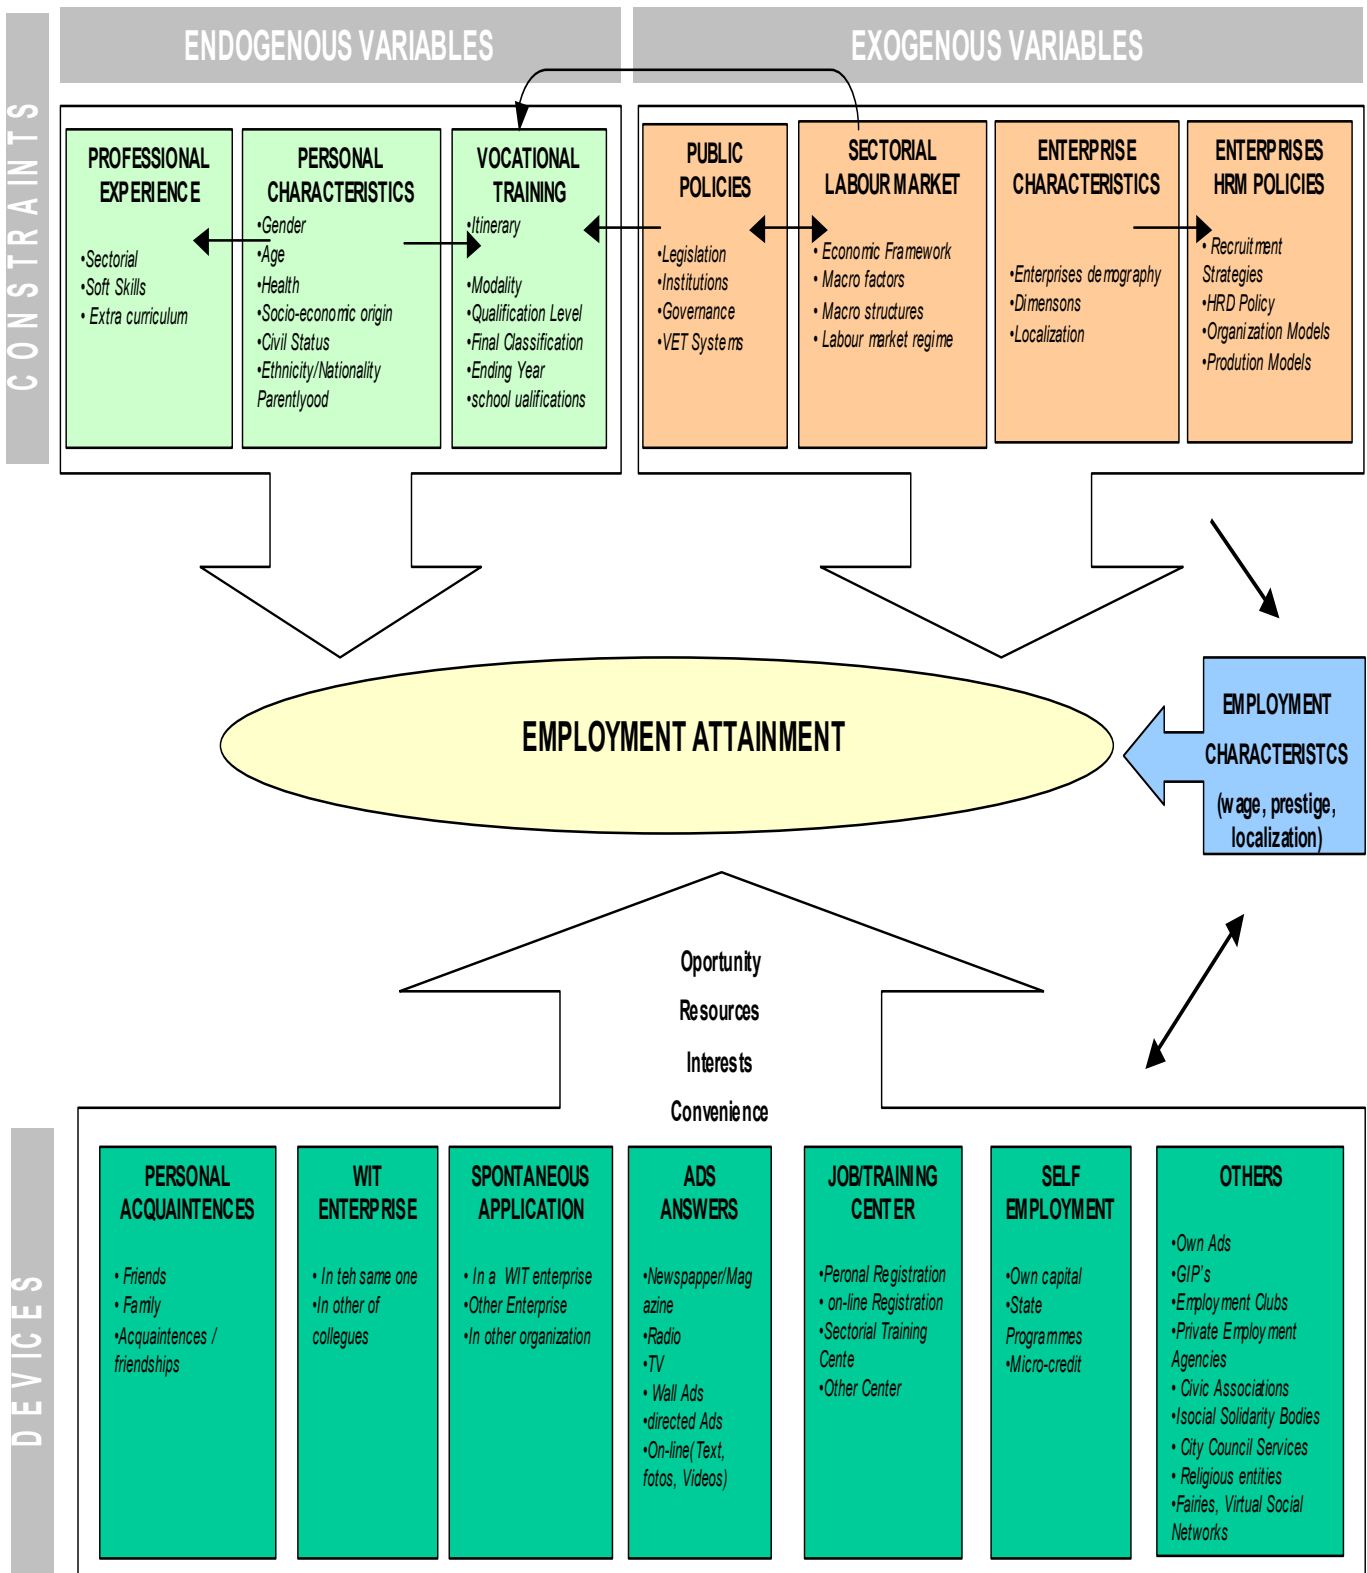 ENDOGENOUS VARIABLES
EXOGENOUS VARIABLES
CONSTRAINTS
PROFESSIONAL
EXPERIENCE
•Sectorial
•Soft Skills
• Extra curriculum
PERSONAL
CHARACTERISTICS
•Gender
•Age
•Health
•Socio-economic origin
•Civil Status
•Ethnicity/Nationality
Parentlyood
VOCATIONAL
TRAINING
•Itinerary
•Modality
•Qualification Level
•Final Classification
•Ending Year
•school ualifications
PUBLIC
POLICIES
•Legislation
•Institutions
•Governance
•VET Systems
SECTORIAL
LABOUR MARKET
• Economic Framework
• Macro factors
• Macro structures
• Labour market regime
ENTERPRISE
CHARACTERISTICS
•Enterprises demography
•Dimensons
•Localization
ENTERPRISES
HRM POLICIES
• Recruitment
Strategies
•HRD Policy
•Organization Models
•Prodution Models
EMPLOYMENT ATTAINMENT
EMPLOYMENT
CHARACTERISTCS
(wage, prestige,
localization)
Oportunity
Resources
Interests
Convenience
DEVICES
PERSONAL
ACQUAINTENCES
• Friends
• Family
•Acquaintences /
friendships
WIT
ENTERPRISE
• In teh same one
•In other of
collegues
SPONTANEOUS
APPLICATION
• In a WIT enterprise
•Other Enterprise
•In other organization
ADS
ANSWERS
•Newspapper/Mag
azine
•Radio
•TV
• Wall Ads
•directed Ads
•On-line(Text,
fotos, Videos)
JOB/TRAINING
CENTER
•Peronal Registration
• on-line Registration
•Sectorial Training
Cente
•Other Center
SELF
EMPLOYMENT
•Own capital
•State
Programmes
•Micro-credit
OTHERS
•Own Ads
•GIP's
•Employment Clubs
•Private Employment
Agencies
• Civic Associations
•Isocial Solidarity Bodies
• City Council Services
• Religious entities
•Fairies, Virtual Social
Networks